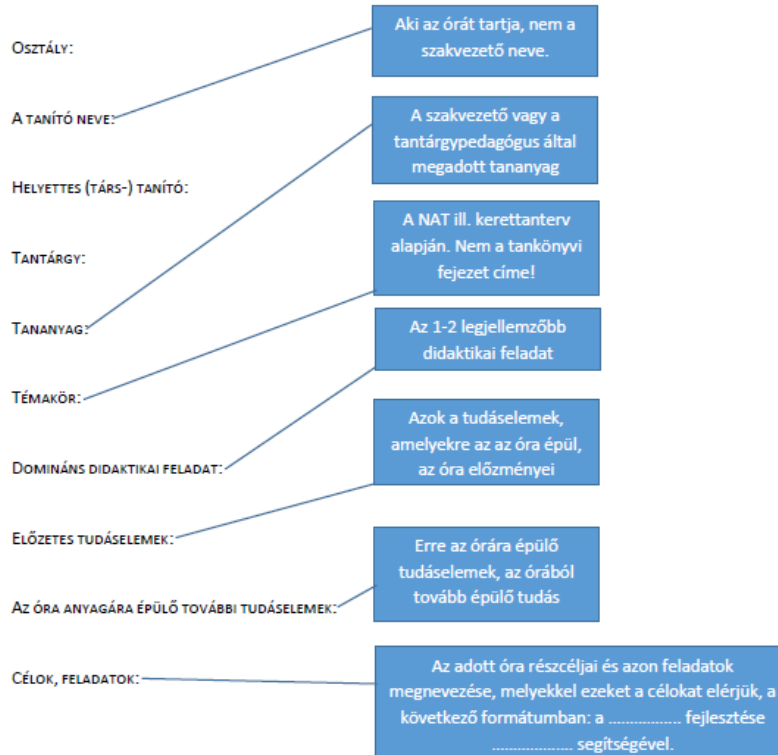 OSZTÁLY:
Aki az órát tartja, nem a
szakvezető neve.
A TANÍTÓ NEVE:
A szakvezető vagy a
tantárgypedagógus által
megadott tananyag
HELYETTES (TÁRS-) TANÍTÓ:
TANTÁRGY:
A NAT ill. kerettanterv
alapján. Nem a tankönyvi
fejezet címe!
TANANYAG:
Az 1-2 legjellemzőbb
didaktikai feladat
TÉMAKÖR:
Azok a tudáselemek,
amelyekre az az óra épül,
az óra előzményei
DOMINÁNS DIDAKTIKAI FELADAT:
ELŐZETES TUDÁSELEMEK:
Erre az órára épülő
tudáselemek, az órából
tovább épülő tudás
AZ ÓRA ANYAGÁRA ÉPÜLŐ TOVÁBBI TUDÁSELEMEK:
CÉLOK, FELADATOK:
Az adott óra részcéljai és azon feladatok
megnevezése, melyekkel ezeket a célokat elérjük, a
következő formátumban: a ................. fejlesztése
................... segítségével.